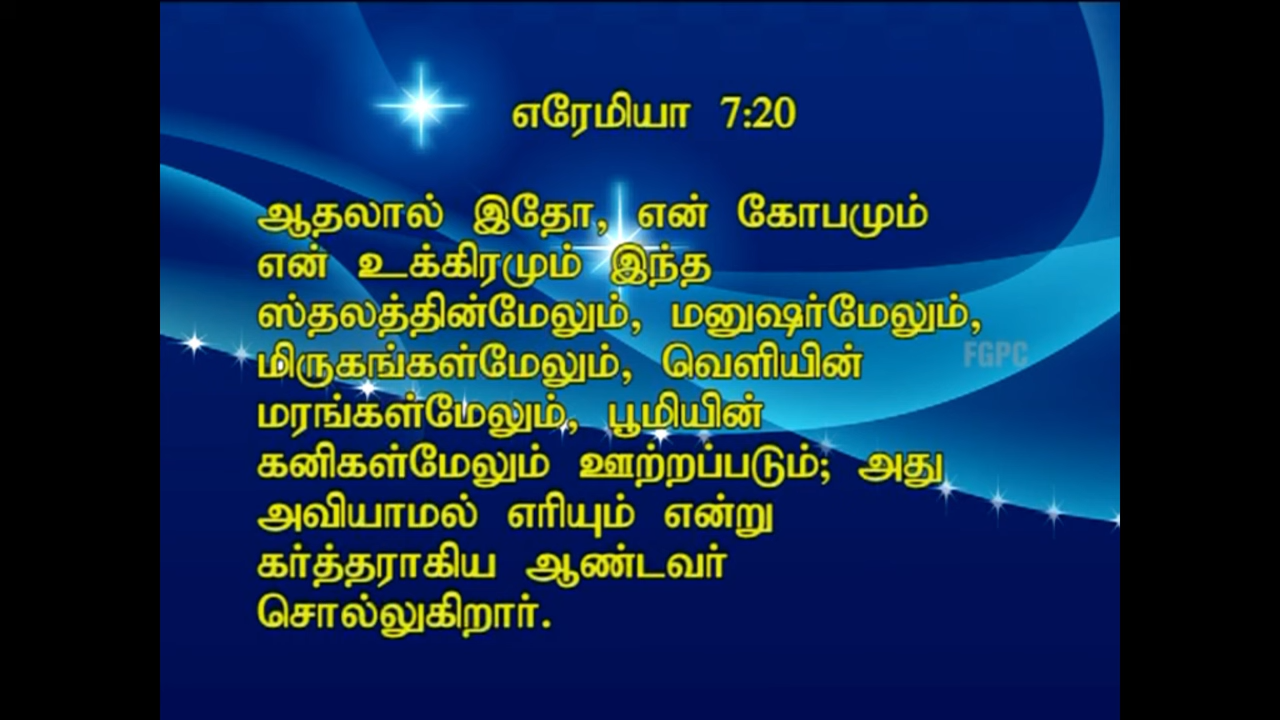 எரேமியா 7:20
ஆதலால் இதோ, என் கோபமும்
என் உக்கிரமும் இந்த
ஸ்தலத்தின்மேலும், மனுஷர்மேலும்,
மிருகங்கள்மேலும், வெளியின்
FGPC
மரங்கள்மேலும், பூமியின்
கனிகள்மேலும் ஊற்றப்படும்; அது
அவியாமல் எரியும் என்று
கர்த்தராகிய ஆண்டவர்
சொல்லுகிறார்.